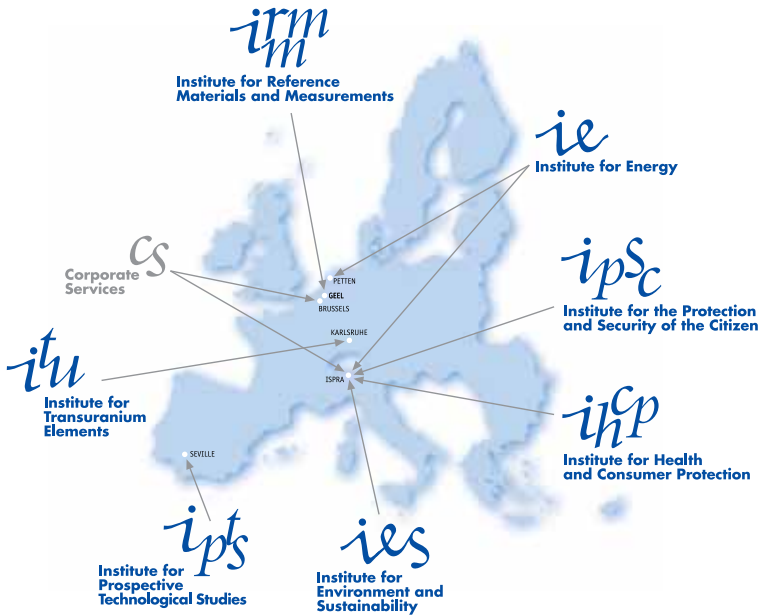 irmm
Institute for Reference
Materials and Measurements
ie
Institute for Energy
cs
Corporate
Services
PETTEN
GEEL
BRUSSELS
ipsc
Institute for the Protection
and Security of the Citizen
KARLSRUHE
itu
Institute for
Transuranium
Elements
ISPRA
ihcp
Institute for Health
and Consumer Protection
SEVILLE
ipts
Institute for
Prospective
Technological Studies
ies
Institute for
Environment and
Sustainability